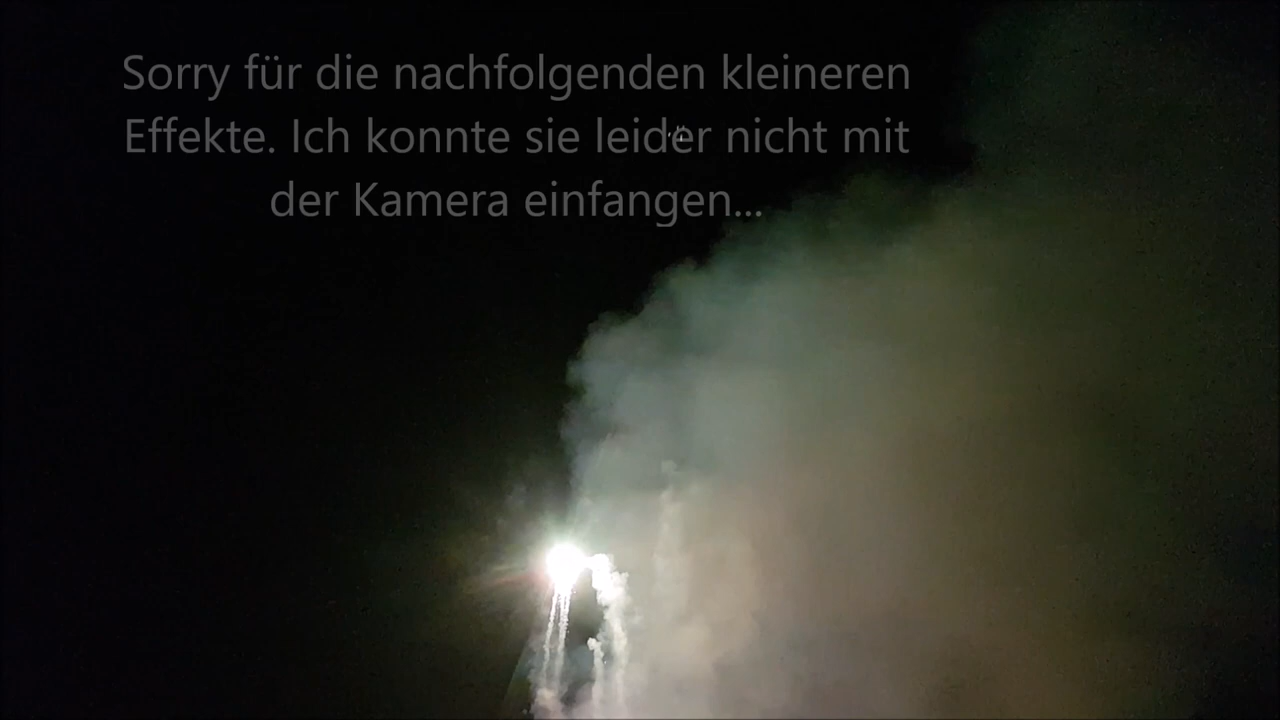 Sorry für die nachfolgenden kleineren
Effekte. Ich konnte sie leider nicht mit
der Kamera einfangen...